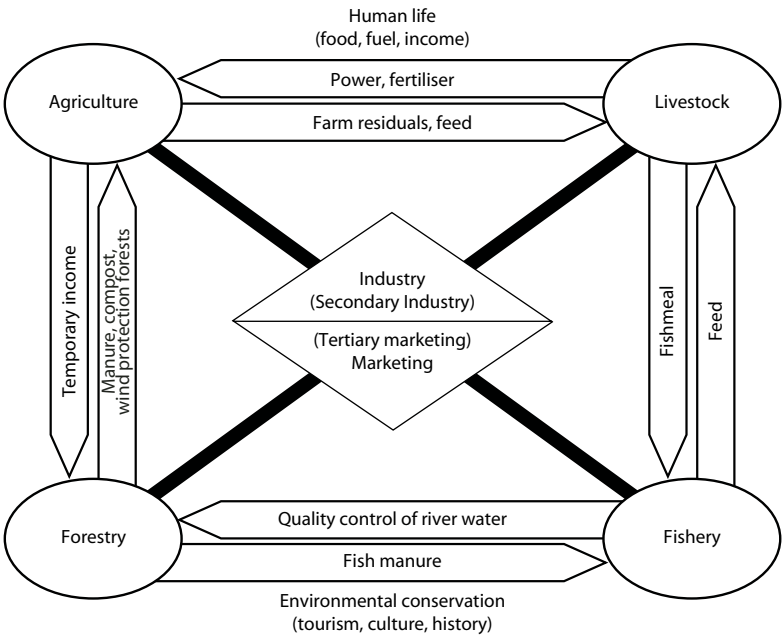 Human life
(food, fuel, income)
Power, fertiliser
Agriculture
Livestock
Farm residuals, feed
Temporary income
Manure, compost,
wind protection forests
Industry
(Secondary Industry)
(Tertiary marketing)
Marketing
Fishmeal
Feed
Quality control of river water
Forestry
Fishery
Fish manure
Environmental conservation
(tourism, culture, history)